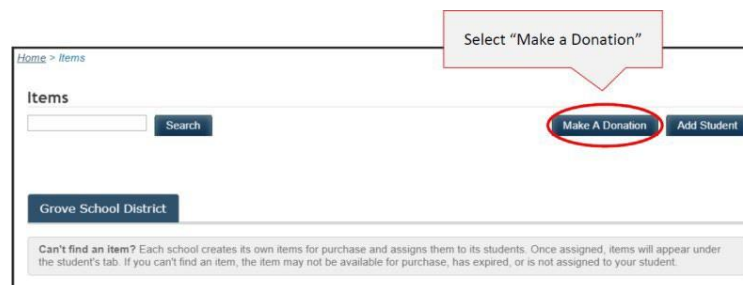 Select “Make a Donation”
Home > Items
Items
Search
Make A Donation
Add Student
Grove School District
Can't find an item? Each school creates its own items for purchase and assigns them to its students. Once assigned, items will appear under
the student's tab. If you can't find an item, the item may not be available for purchase, has expired, or is not assigned to your student.